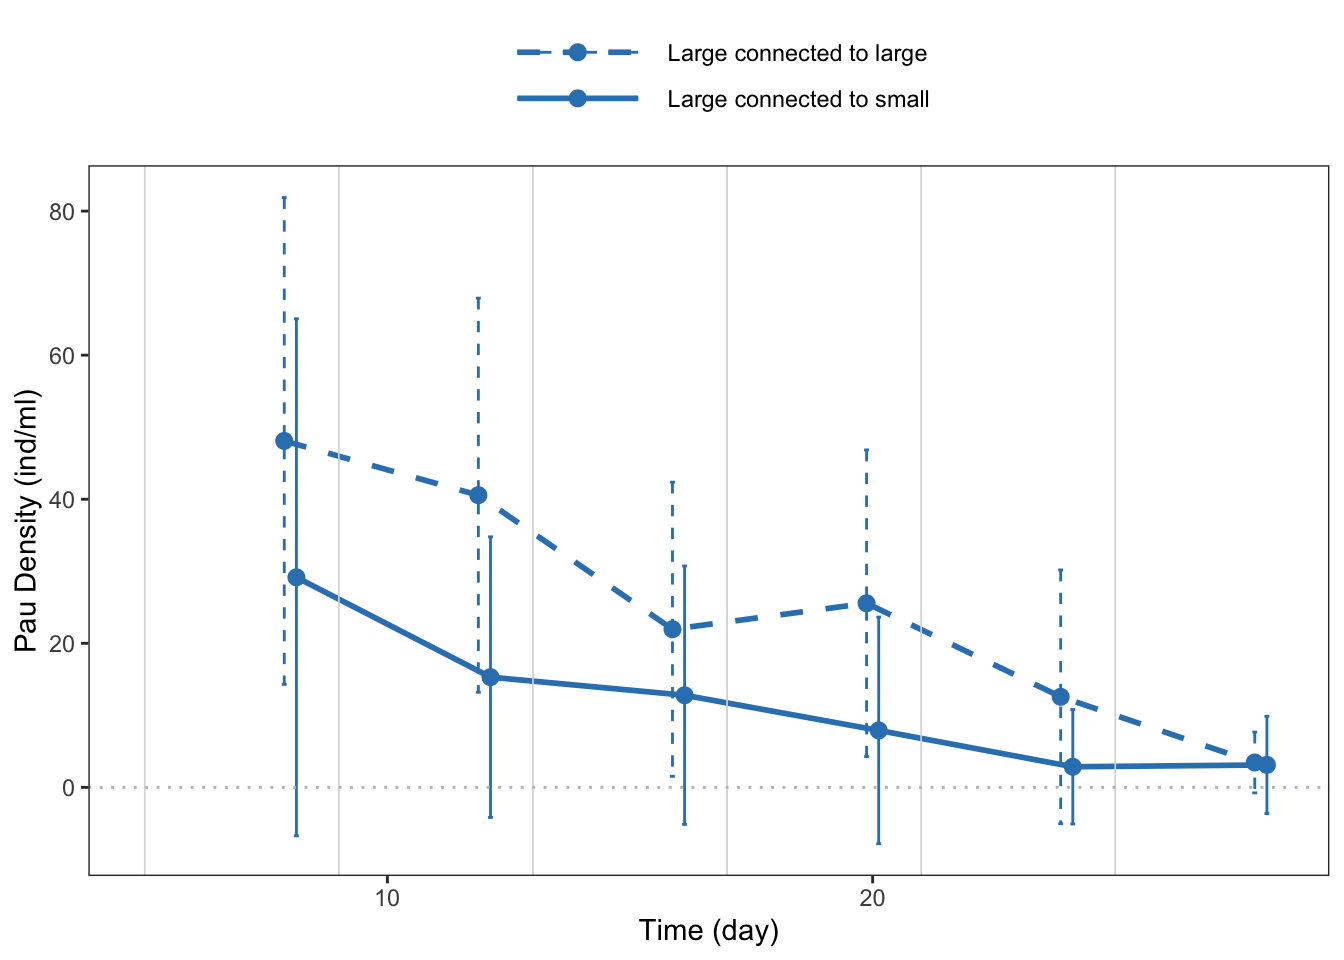 Large connected to large
Large connected to small
80
60
40
20
0
Pau Density (ind/ml)
10
20
Time (day)